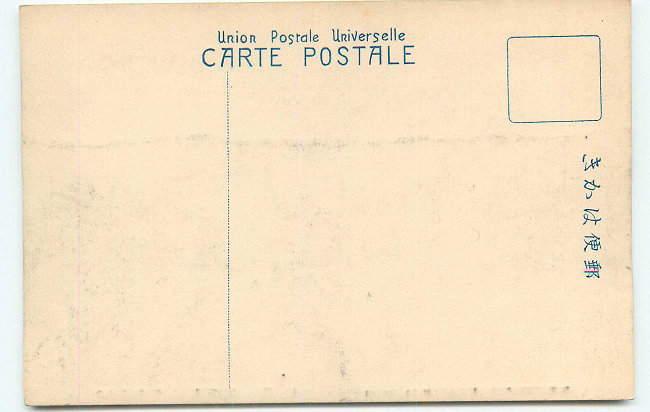 Union Postale Universelle
CARTE POSTALE
郵便はかき